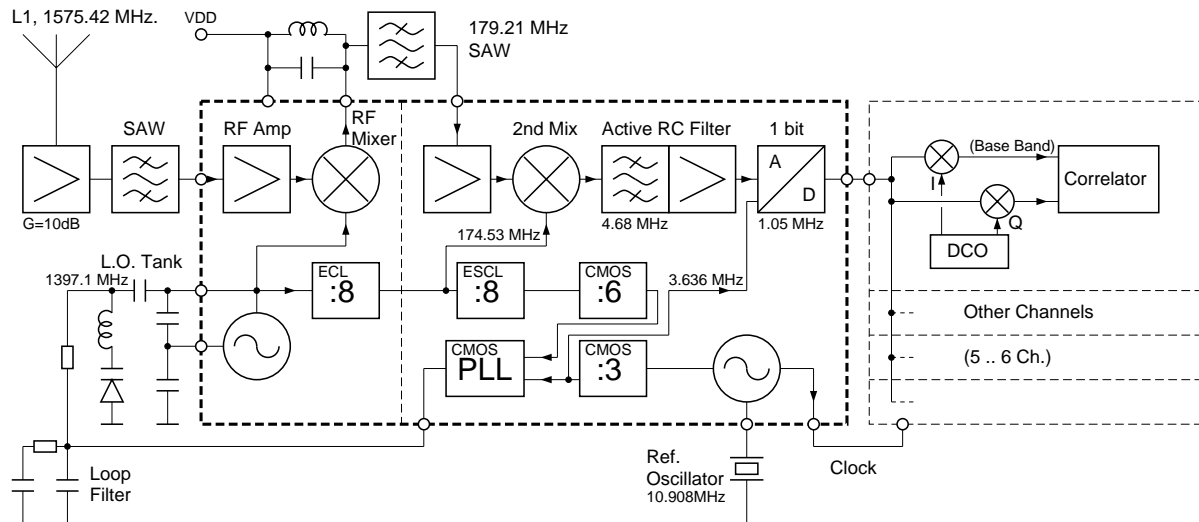 L1, 1575.42 MHz.
VDD
179.21 MHz
SAW
SAW
RF Amp
RF
Mixer
2nd Mix
Active RC Filter
1 bit
A
D
(Base Band)
I
Q
Correlator
DCO
G=10dB
4.68 MHz
1.05 MHz
174.53 MHz
L.O. Tank
1397.1 MHz
ECL
:8
ESCL
:8
CMOS
:6
3.636 MHz
CMOS
PLL
CMOS
:3
Other Channels
(5 .. 6 Ch.)
Loop
Filter
Ref.
Oscillator
10.908MHz
Clock